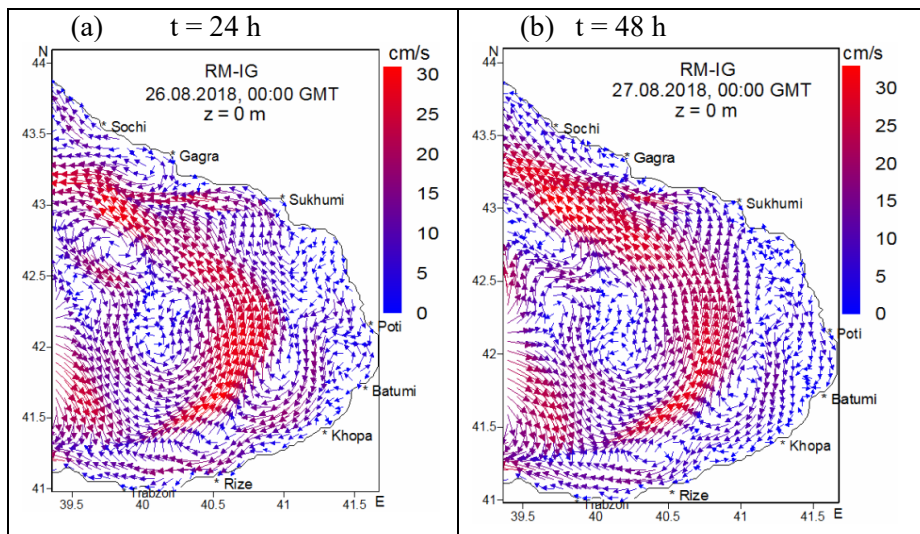 (a) t = 24 h
N
44
RM-IG
26.08.2018, 00:00 GMT
z = 0 m
cm/s
30
25
20
15
10
5
0
43.5
43
42.5
42
41.5
41
* Sochi
* Gagra
* Sukhumi
* Poti
* Batumi
* Khopa
* Rize
Trabzon
39.5 40 40.5 41 41.5 E
(b) t = 48 h
N
44
RM-IG
27.08.2018, 00:00 GMT
z = 0 m
cm/s
30
20
10
0
43.5
43
42.5
42
41.5
41
* Sochi
Gagra
* Sukhumi
* Poti
* Batumi
* Khopa
* Rize
Trabzon
39.5 40 40.5 41 41.5
E